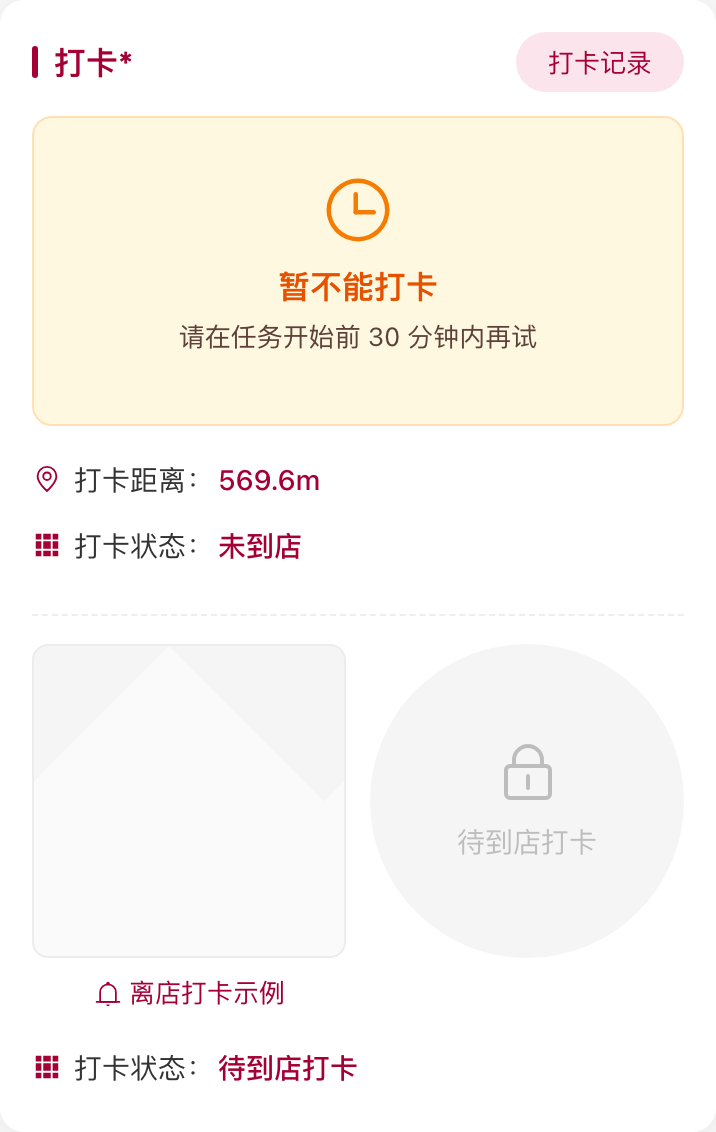 打卡*
打卡记录
暂不能打卡
请在任务开始前 30 分钟内再试
打卡距离： 569.6m
打卡状态： 未到店
待到店打卡
离店打卡示例
打卡状态： 待到店打卡